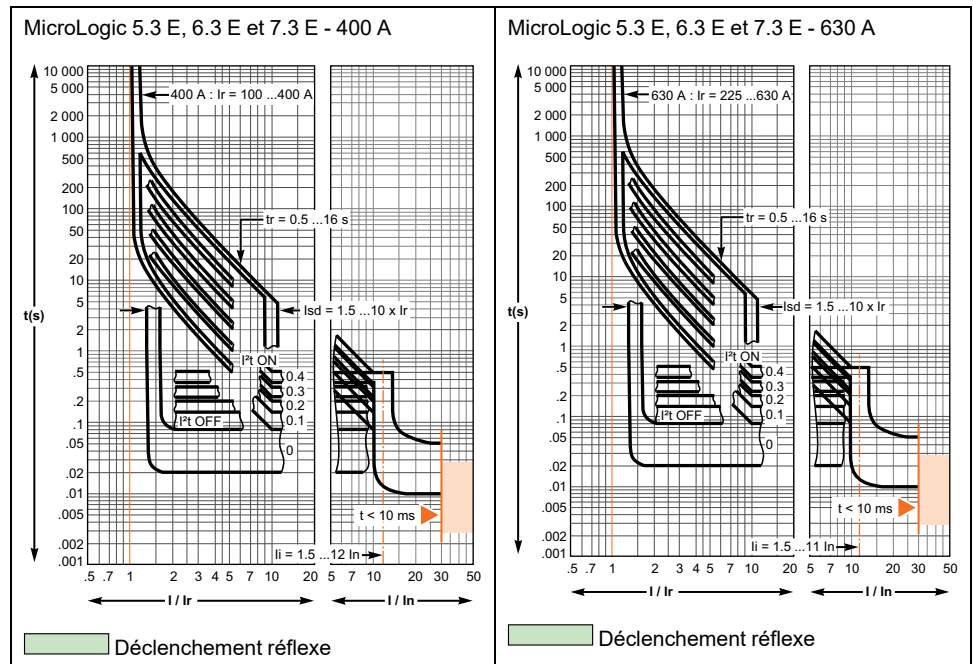 MicroLogic 5.3 E, 6.3 E et 7.3 E - 400 A
10 000
5 000
2 000
1 000
500
200
100
50
20
10
5
2
1
.5
.2
.1
.05
.02
.01
.005
.002
.001
t(s)
400 A : Ir = 100 ...400 A
tr = 0.5 ...16 s
Isd = 1.5 ...10 x Ir
I²t ON
0.4
0.3
0.2
0.1
0
I²t OFF
t < 10 ms
Ii = 1.5 ...12 In
.5 .7 1 2 3 4 5 7 10 20 5 7 10 20 30 50
I / Ir
I / In
Déclenchement réflexe
MicroLogic 5.3 E, 6.3 E et 7.3 E - 630 A
10 000
5 000
2 000
1 000
500
200
100
50
20
10
5
2
1
.5
.2
.1
.05
.02
.01
.005
.002
.001
t(s)
630 A : Ir = 225 ...630 A
tr = 0.5 ...16 s
Isd = 1.5 ...10 x Ir
I²t ON
0.4
0.3
0.2
0.1
0
I²t OFF
t < 10 ms
Ii = 1.5 ...11 In
.5 .7 1 2 3 4 5 7 10 20 5 7 10 20 30 50
I / Ir
I / In
Déclenchement réflexe